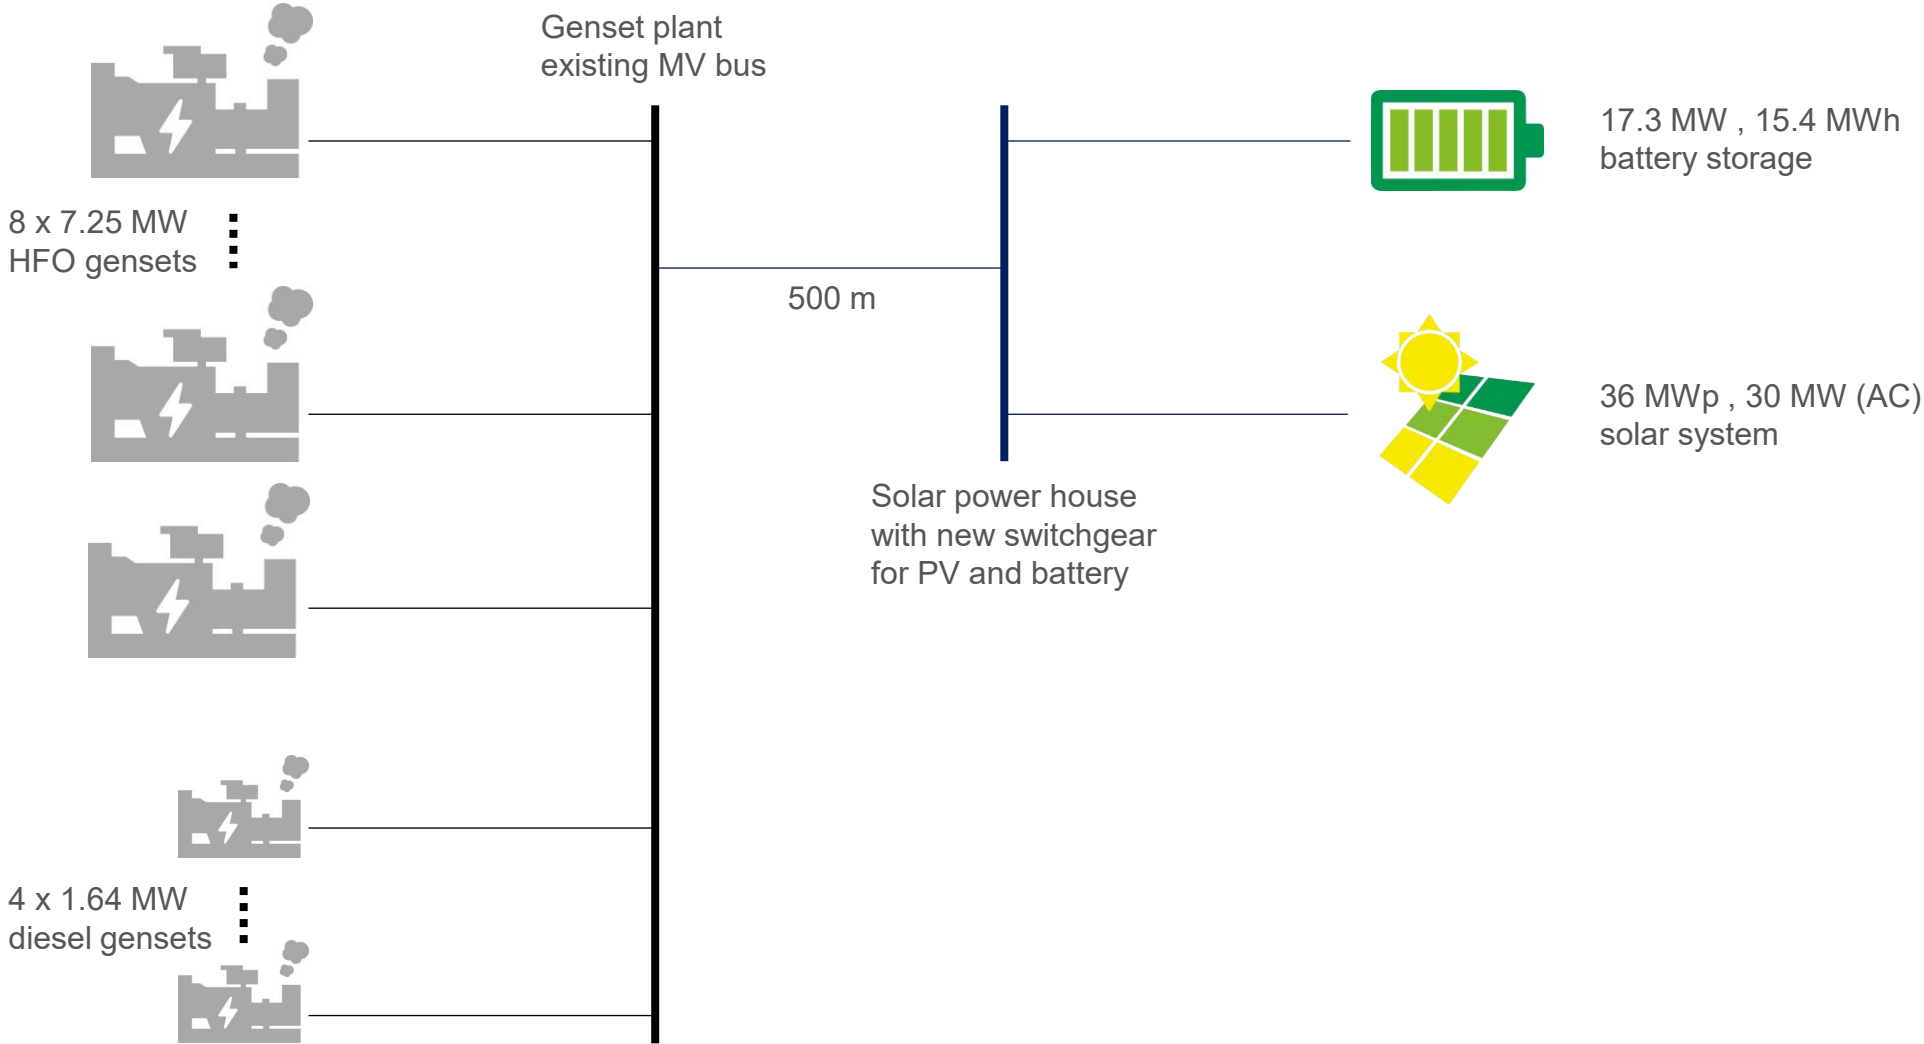 Genset plant
existing MV bus
17.3 MW , 15.4 MWh
battery storage
8 x 7.25 MW
HFO gensets
500 m
36 MWp , 30 MW (AC)
solar system
Solar power house
with new switchgear
for PV and battery
4 x 1.64 MW
diesel gensets